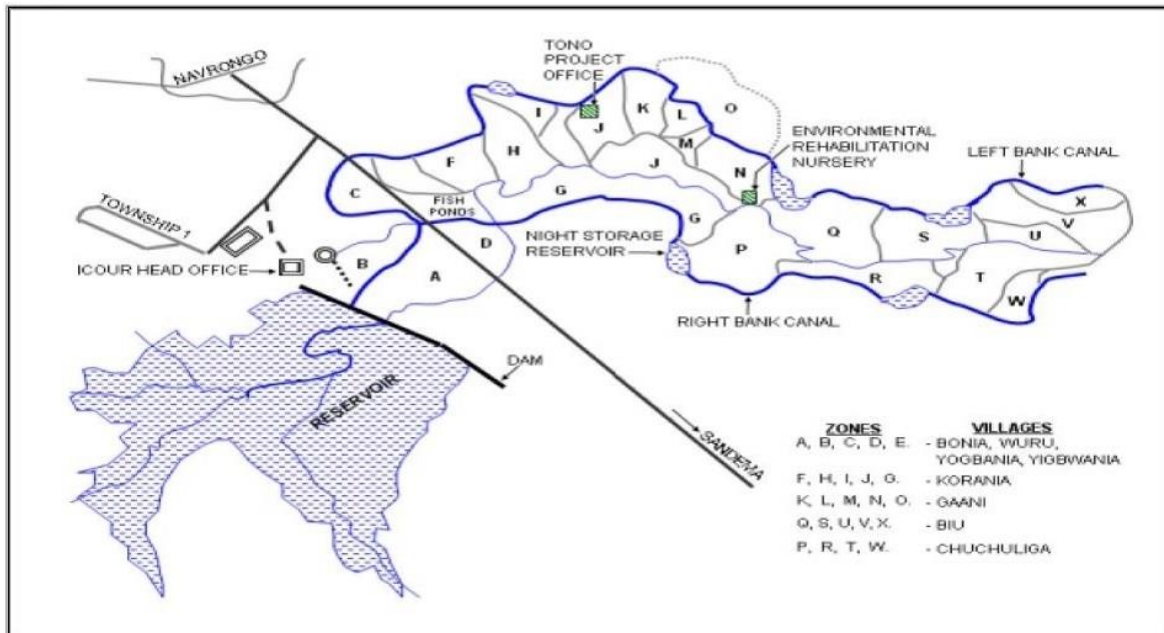 TONO
PROJECT
OFFICE
NAVRONGO
K
L
O
I
J
M
ENVIRONMENTAL
REHABILITATION
NURSERY
H
F
J
N
LEFT BANK CANAL
C
G
X
FISH
PONDS
V
TOWNSHIP 1
G
Q
S
U
D
NIGHT STORAGE
RESERVOIR
P
ICOUR HEAD OFFICE
B
A
R
T
W
RIGHT BANK CANAL
DAM
RESERVOIR
SANDEMA
ZONES VILLAGES
A, B, C, D, E. - BONIA, WURU,
YOGBANIA, YIGBWANIA
F, H, I, J, G. - KORANIA
K, L, M, N, O. - GAANI
Q, S, U, V, X. - BIU
P, R, T, W. - CHUCHULIGA